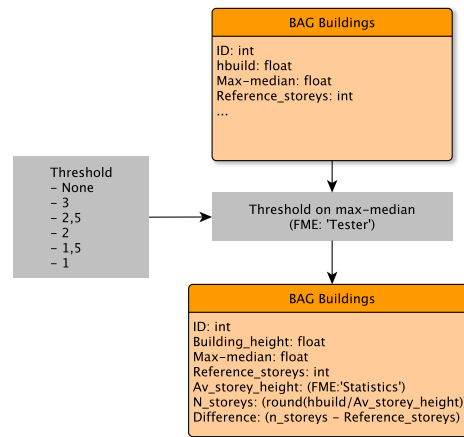 BAG Buildings
ID: int
hbuild: float
Max-median: float
Reference_storeys: int
...
Threshold
- None
- 3
- 2,5
- 2
- 1,5
- 1
Threshold on max-median
(FME: 'Tester')
BAG Buildings
ID: int
Building_height: float
Max-median: float
Reference_storeys: int
Av_storey_height: (FME:'Statistics')
N_storeys: (round(hbuild/Av_storey_height)
Difference: (n_storeys - Reference_storeys)